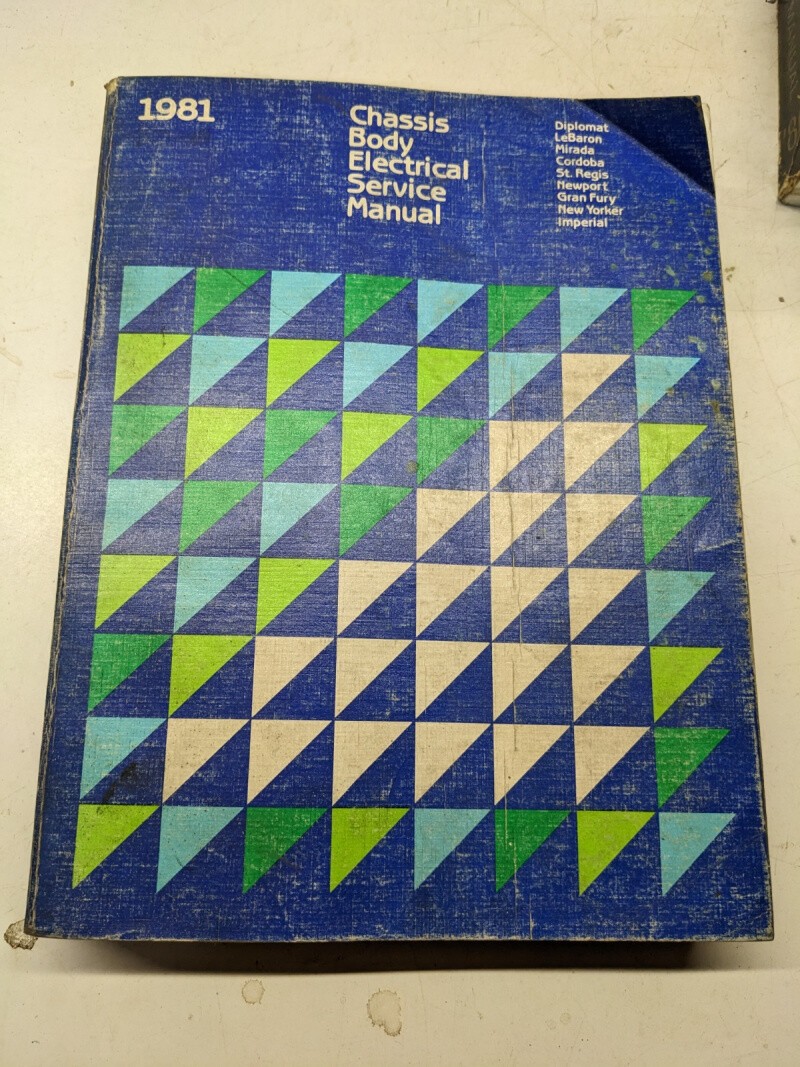 1981
Chassis
Body
Electrical
Service
Manual
Diplomat
LeBaron
Mirada
Cordoba
St. Regis
Newport
Gran Fury
New Yorker
Imperial